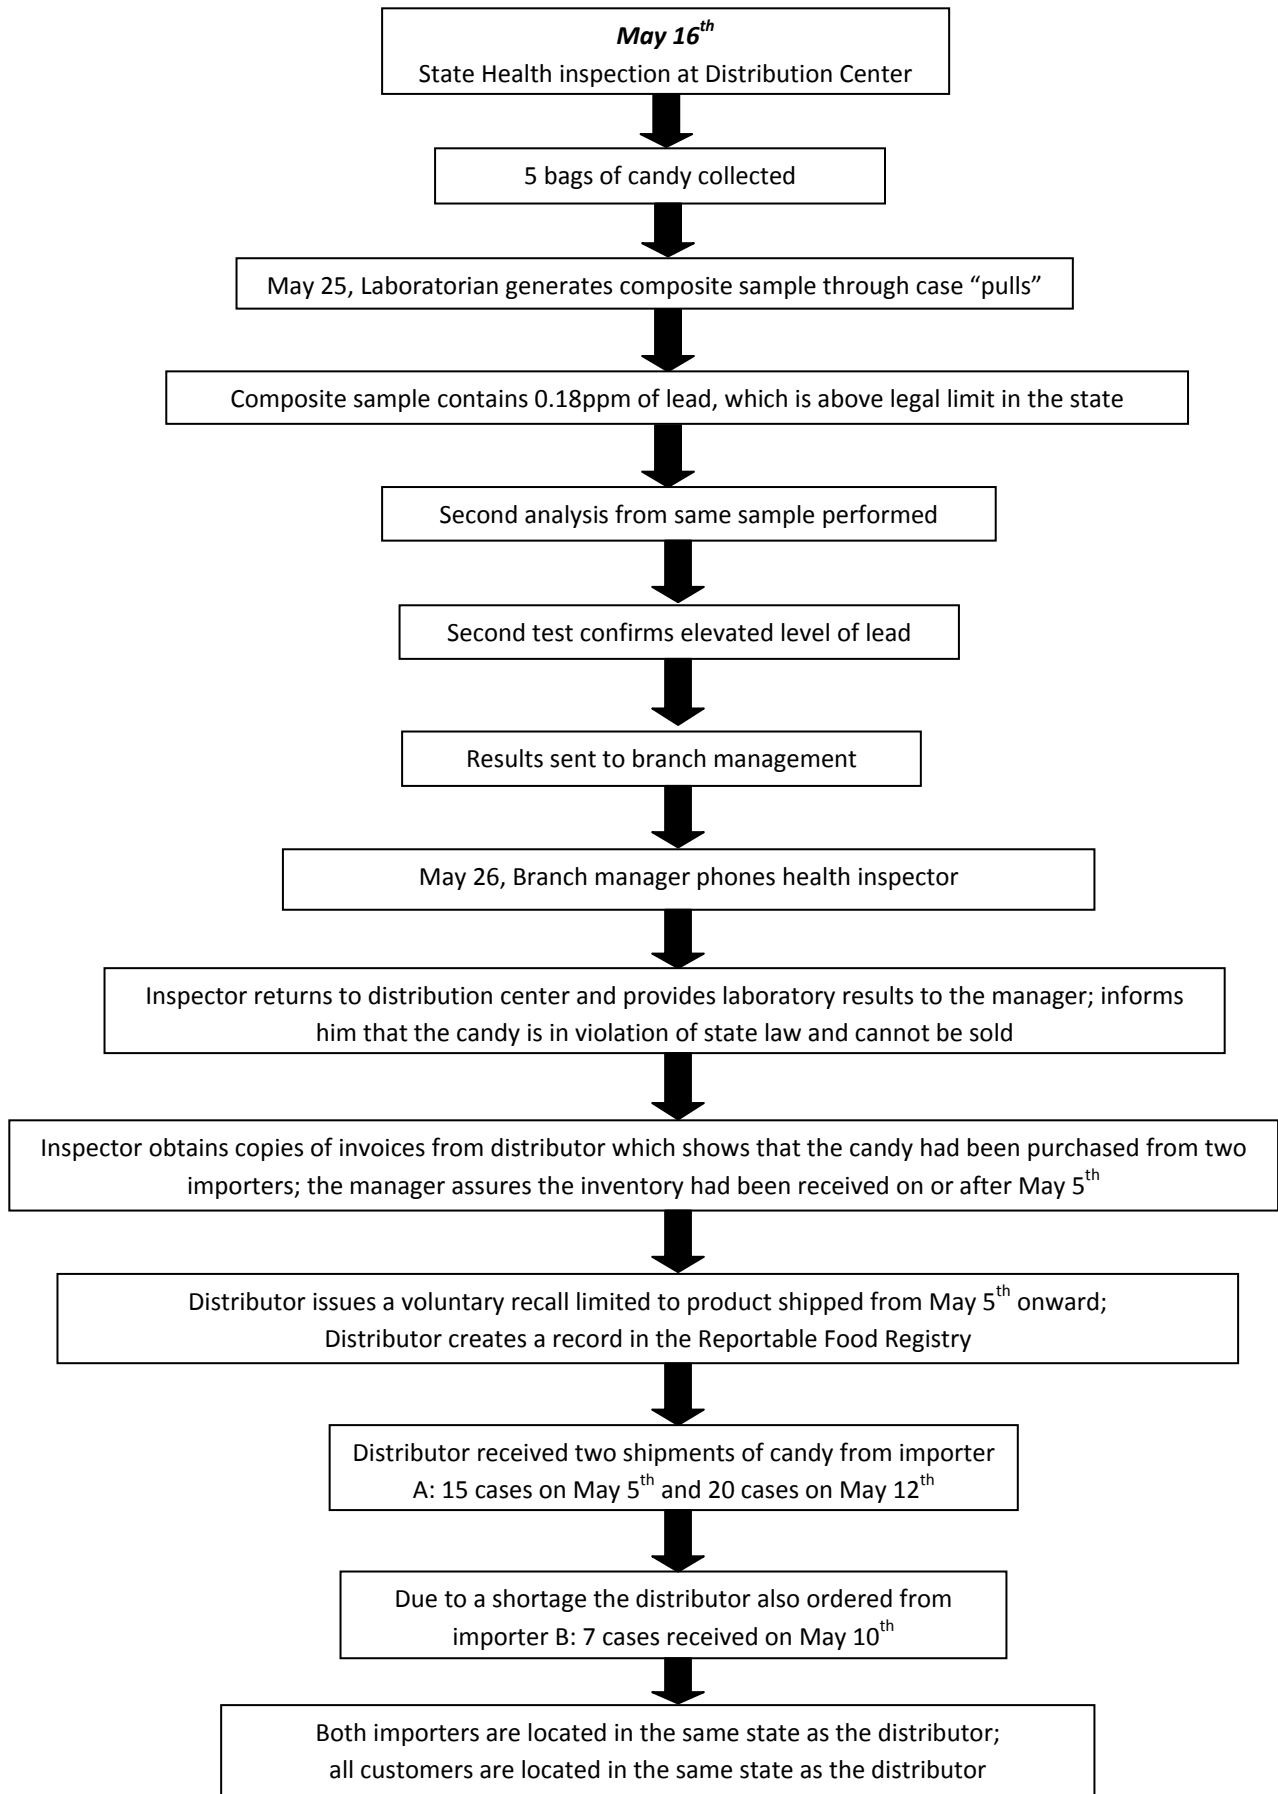 May 16th
State Health inspection at Distribution Center
5 bags of candy collected
May 25, Laboratorian generates composite sample through case “pulls”
Composite sample contains 0.18ppm of lead, which is above legal limit in the state
Second analysis from same sample performed
Second test confirms elevated level of lead
Results sent to branch management
May 26, Branch manager phones health inspector
Inspector returns to distribution center and provides laboratory results to the manager; informs
him that the candy is in violation of state law and cannot be sold
Inspector obtains copies of invoices from distributor which shows that the candy had been purchased from two
importers; the manager assures the inventory had been received on or after May 5th
Distributor issues a voluntary recall limited to product shipped from May 5th onward;
Distributor creates a record in the Reportable Food Registry
Distributor received two shipments of candy from importer
A: 15 cases on May 5th and 20 cases on May 12th
Due to a shortage the distributor also ordered from
importer B: 7 cases received on May 10th
Both importers are located in the same state as the distributor;
all customers are located in the same state as the distributor